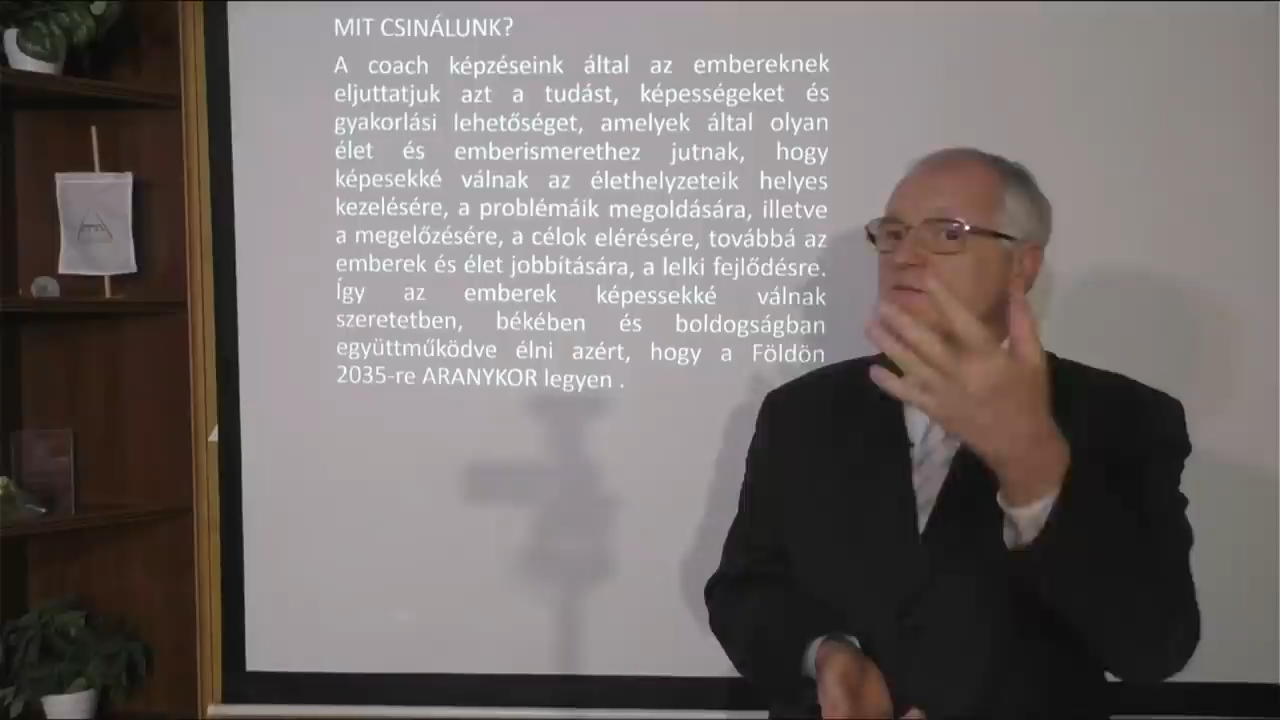 MIT CSINÁLUNK?
A coach képzéseink által az embereknek
eljuttatjuk azt a tudást, képességeket és
gyakorlási lehetőséget, amelyek által olyan
élet és emberismerethez jutnak, hogy
képesekké válnak az élethelyzeteik helyes
kezelésére, a problémáik megoldására, illetve
a megelőzésére, a célok elérésére, továbbá az
emberek és élet jobbítására, a lelki fejlődésre.
Így az emberek képessekké válnak
szeretetben, békében és boldogságban
együttműködve élni azért, hogy a Földön
2035-re ARANYKOR legyen .